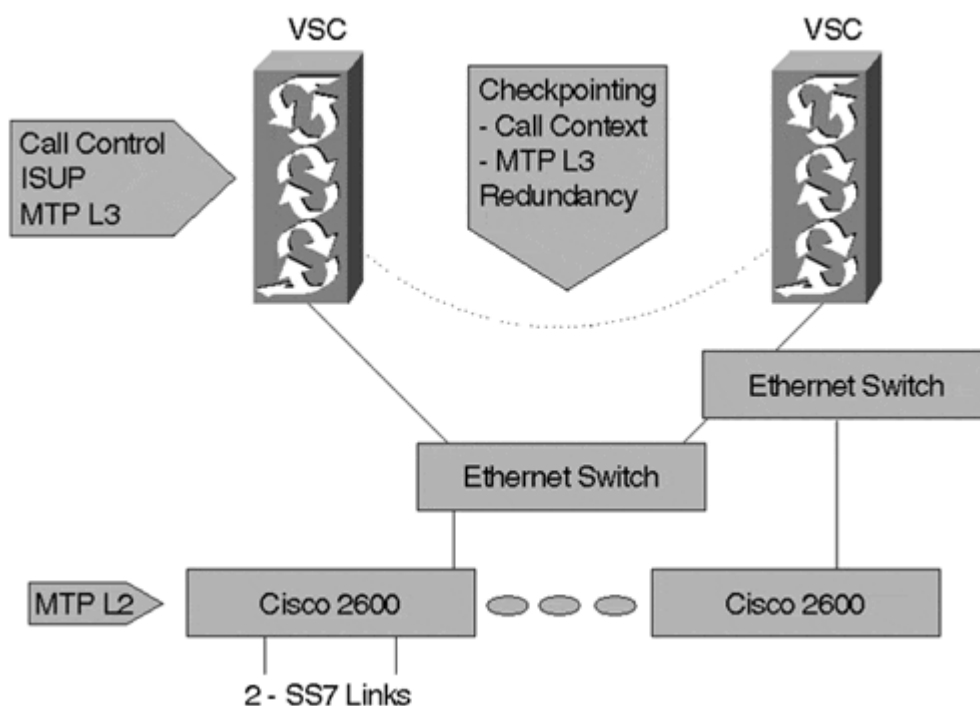 VSC
VSC
Call Control
ISUP
MTP L3
Checkpointing
- Call Context
- MTP L3
Redundancy
Ethernet Switch
Ethernet Switch
MTP L2
Cisco 2600
Cisco 2600
2 - SS7 Links